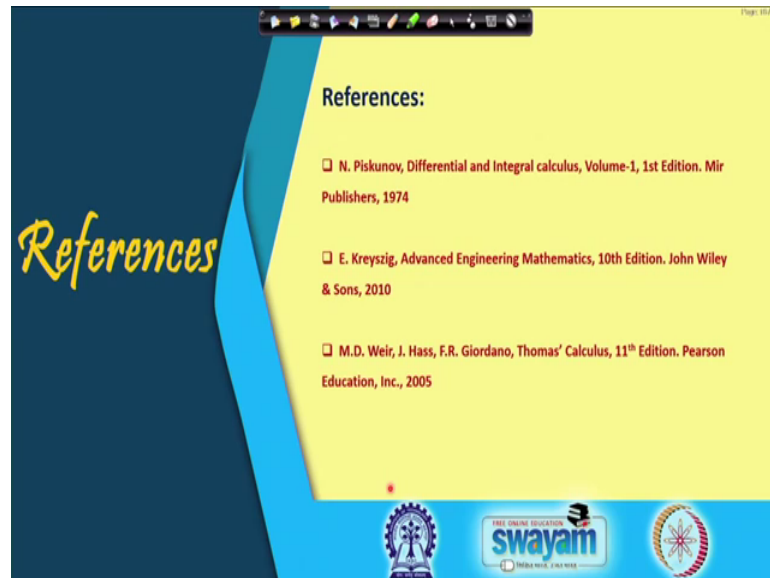 References:
❑ N. Piskunov, Differential and Integral calculus, Volume-1, 1st Edition. Mir
Publishers, 1974
References
❑ E. Kreyszig, Advanced Engineering Mathematics, 10th Edition. John Wiley
& Sons, 2010
❑ M.D. Weir, J. Hass, F.R. Giordano, Thomas’ Calculus, 11th Edition. Pearson
Education, Inc., 2005
FREE ONLINE EDUCATION
swayam